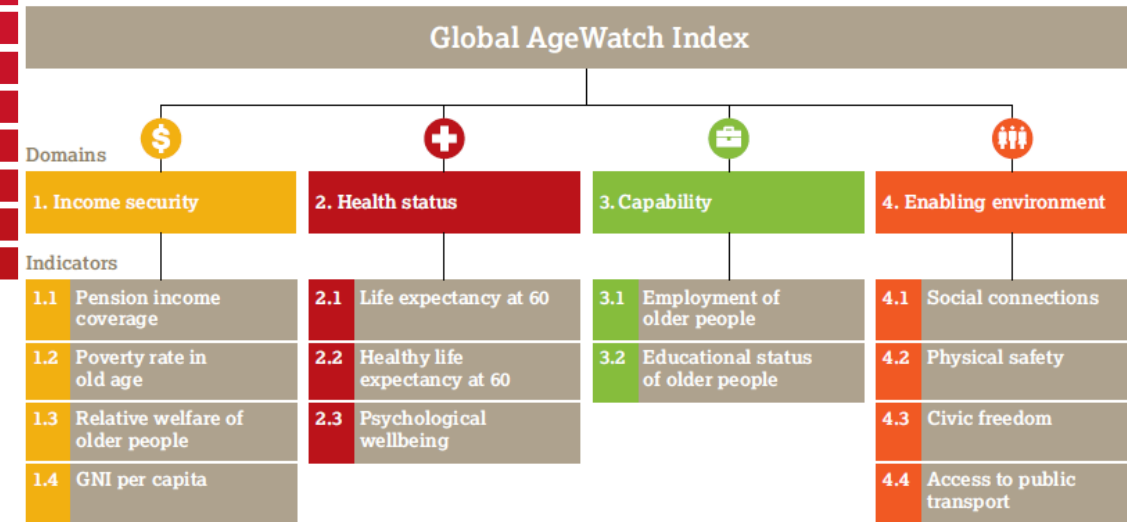 Global AgeWatch Index
Domains
1. Income security
2. Health status
3. Capability
4. Enabling environment
Indicators
1.1 Pension income
coverage
1.2 Poverty rate in
old age
1.3 Relative welfare of
older people
1.4 GNI per capita
2.1 Life expectancy at 60
2.2 Healthy life
expectancy at 60
2.3 Psychological
wellbeing
3.1 Employment of
older people
3.2 Educational status
of older people
4.1 Social connections
4.2 Physical safety
4.3 Civic freedom
4.4 Access to public
transport